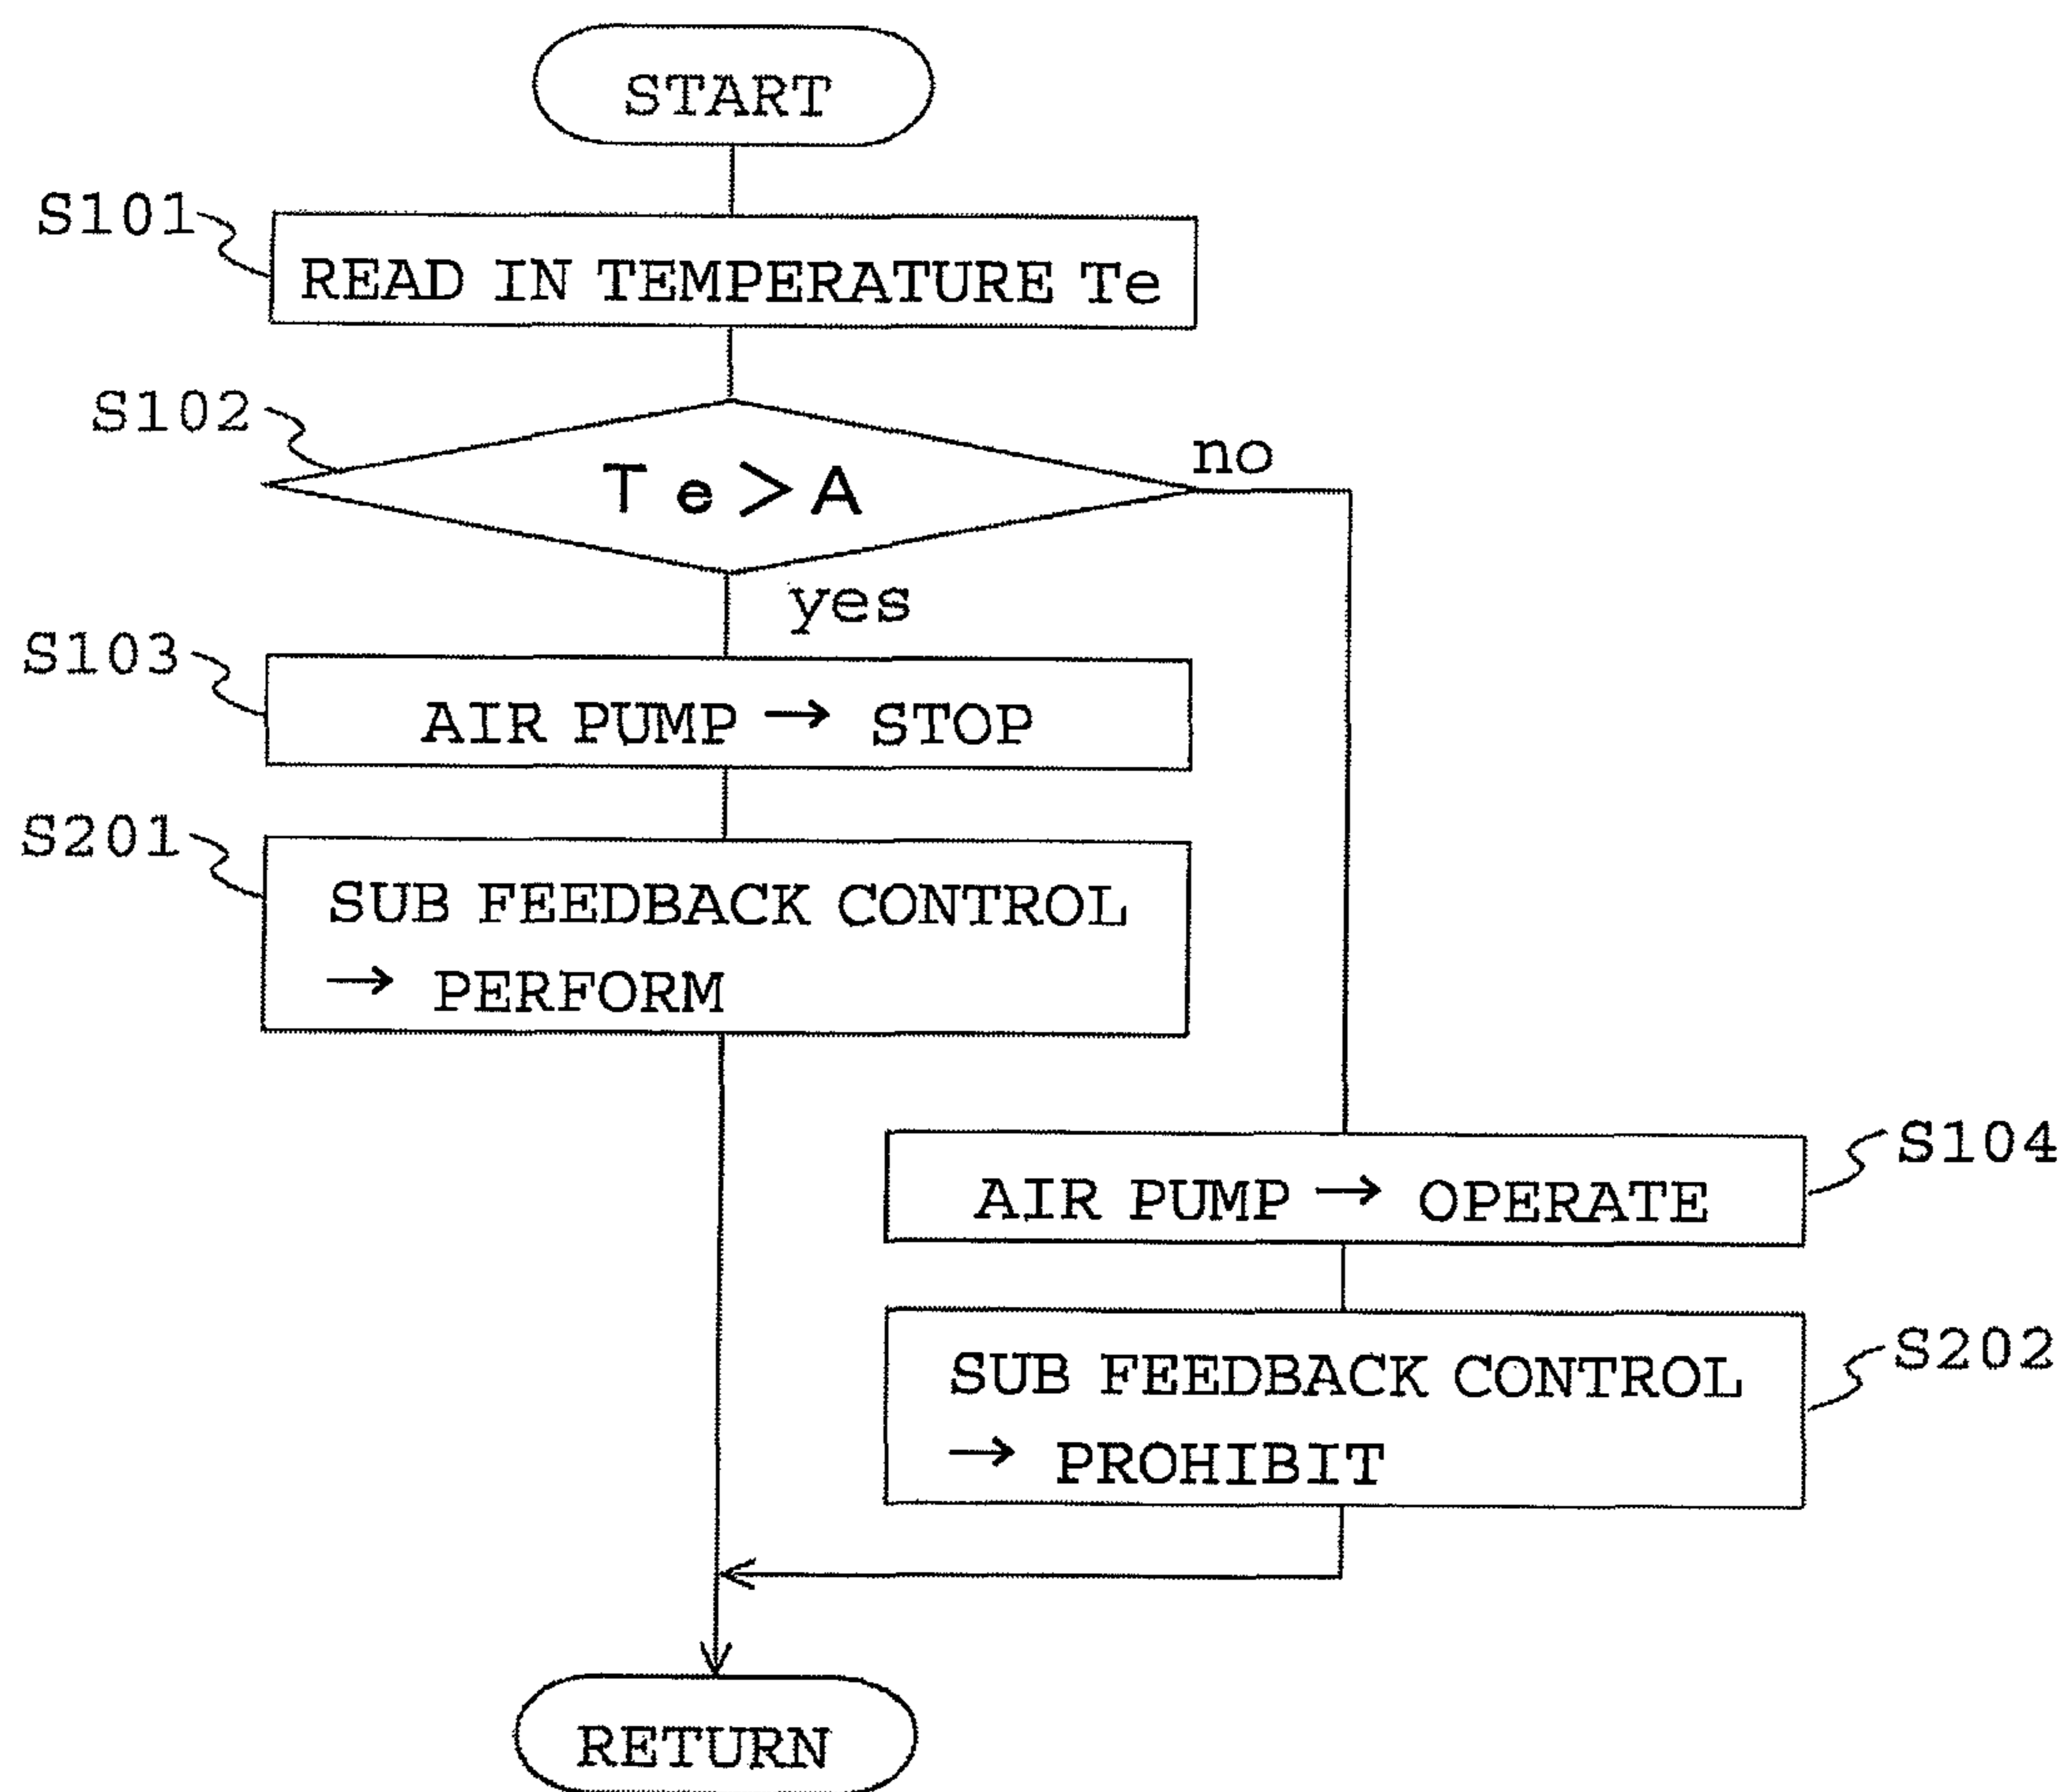 START
S101
READ IN TEMPERATURE Te
S102
Te>A
no
yes
S103
AIR PUMP → STOP
S201
SUB FEEDBACK CONTROL
→ PERFORM
S104
AIR PUMP → OPERATE
S202
SUB FEEDBACK CONTROL
→ PROHIBIT
RETURN